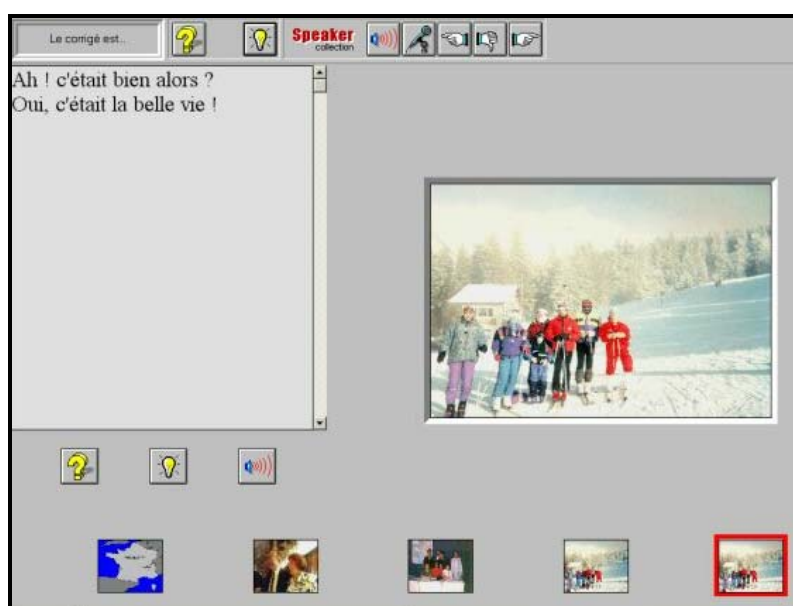 Le corrigé est..
Speaker
collection
Ah ! c'était bien alors ?
Oui, c'était la belle vie !